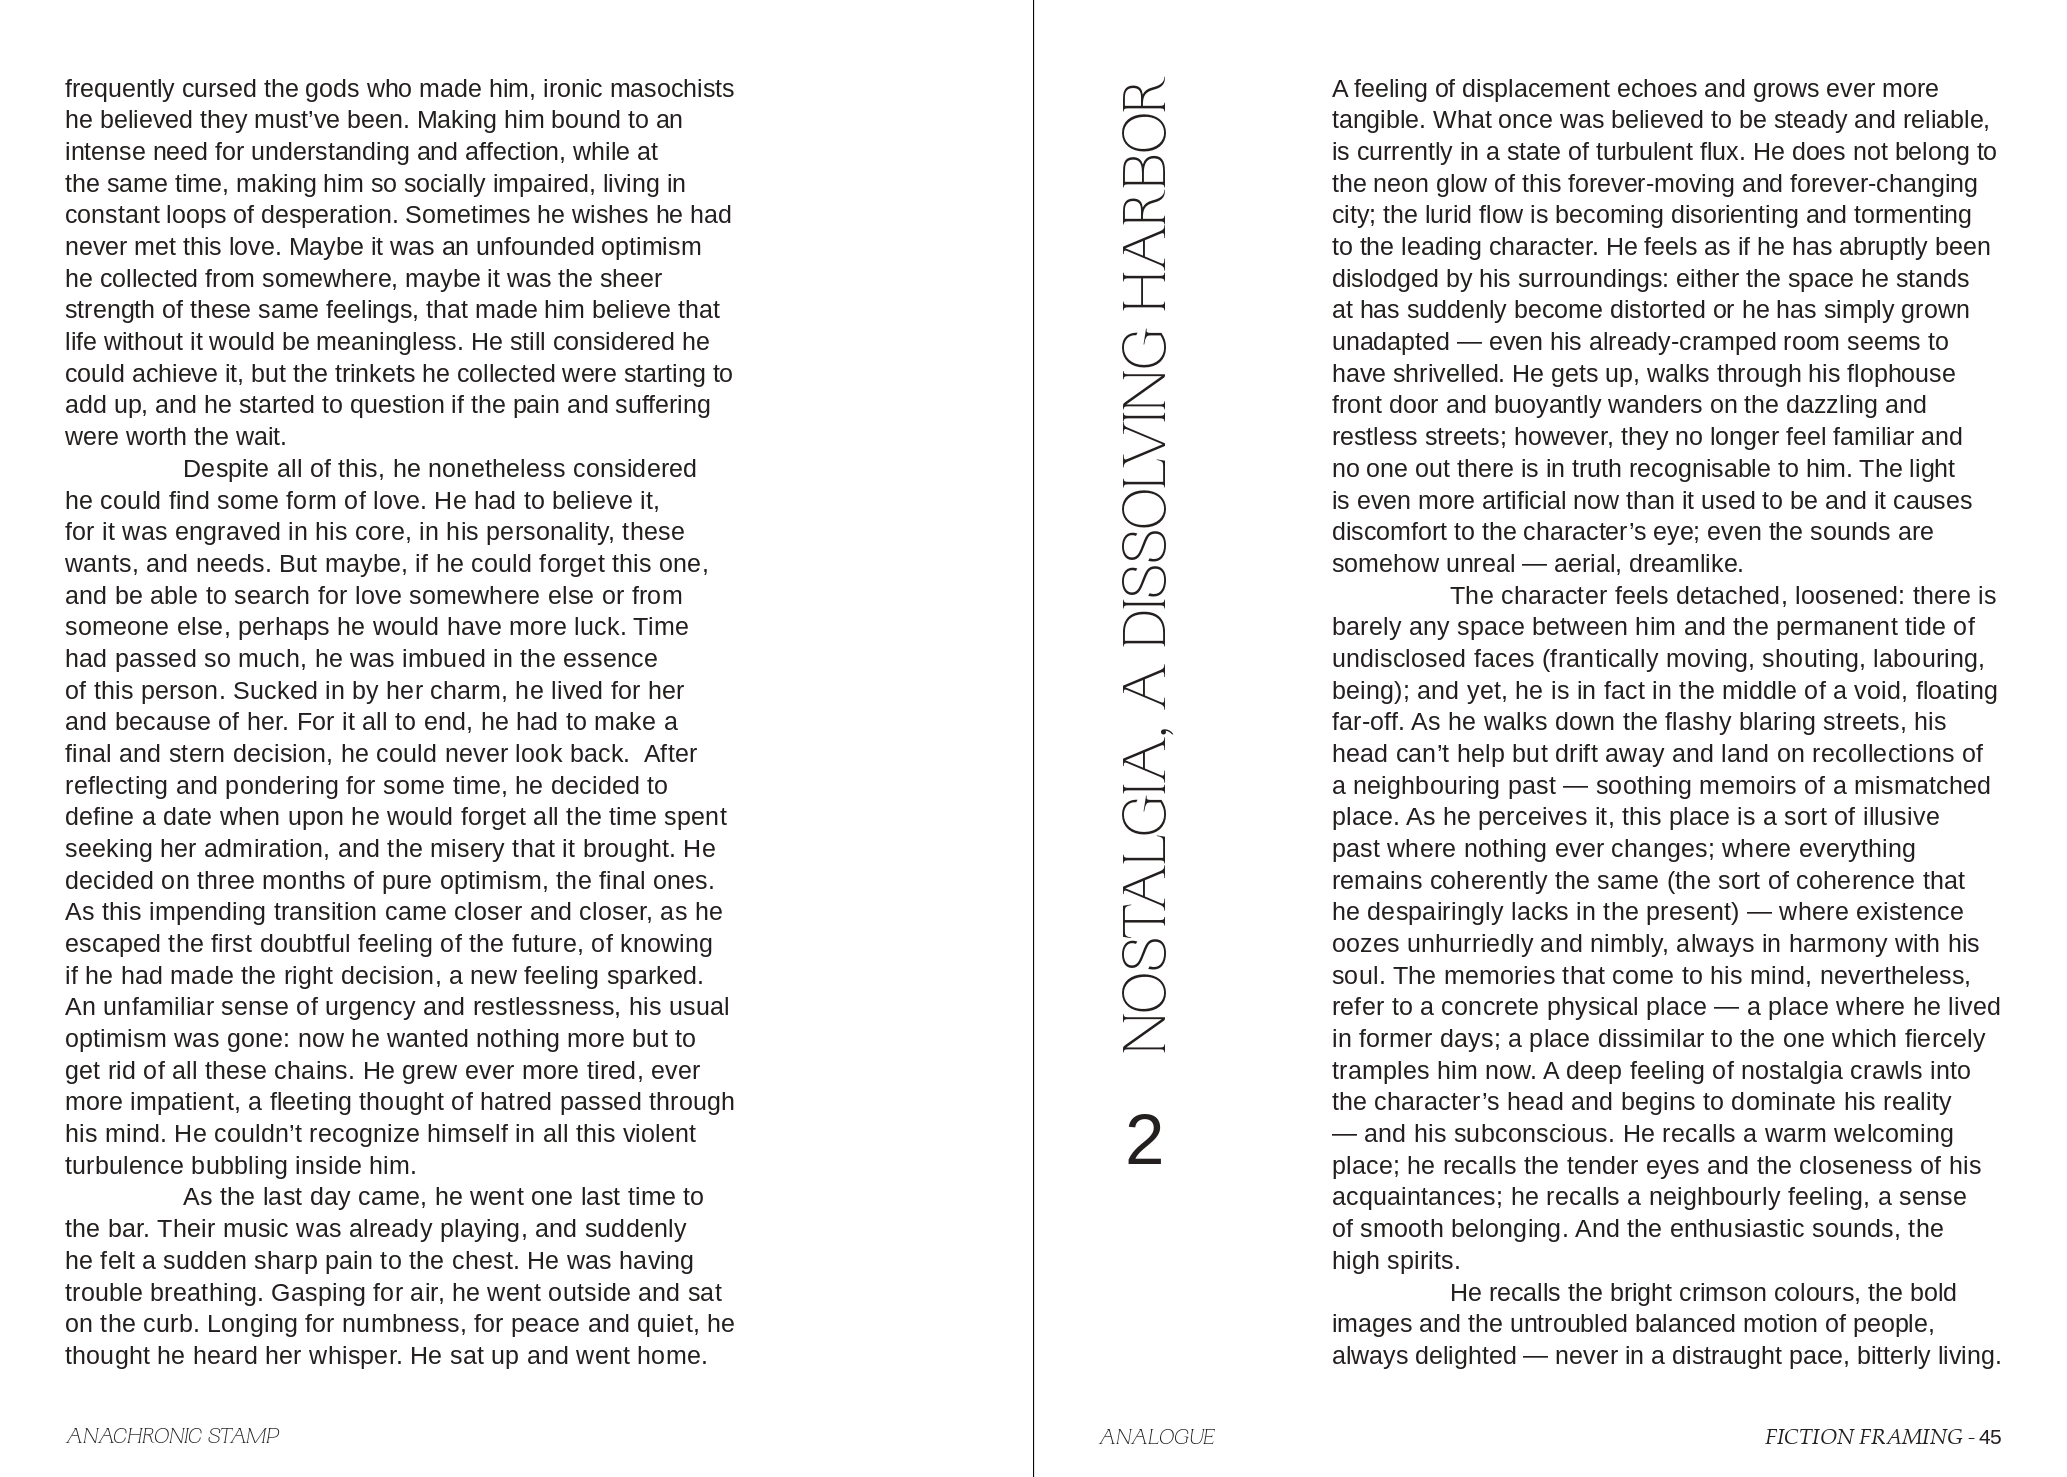 frequently cursed the gods who made him, ironic masochists
he believed they must’ve been. Making him bound to an
intense need for understanding and affection, while at
the same time, making him so socially impaired, living in
constant loops of desperation. Sometimes he wishes he had
never met this love. Maybe it was an unfounded optimism
he collected from somewhere, maybe it was the sheer
strength of these same feelings, that made him believe that
life without it would be meaningless. He still considered he
could achieve it, but the trinkets he collected were starting to
add up, and he started to question if the pain and suffering
were worth the wait.
Despite all of this, he nonetheless considered
he could find some form of love. He had to believe it,
for it was engraved in his core, in his personality, these
wants, and needs. But maybe, if he could forget this one,
and be able to search for love somewhere else or from
someone else, perhaps he would have more luck. Time
had passed so much, he was imbued in the essence
of this person. Sucked in by her charm, he lived for her
and because of her. For it all to end, he had to make a
final and stern decision, he could never look back.  After
reflecting and pondering for some time, he decided to
define a date when upon he would forget all the time spent
seeking her admiration, and the misery that it brought. He
decided on three months of pure optimism, the final ones.
As this impending transition came closer and closer, as he
escaped the first doubtful feeling of the future, of knowing
if he had made the right decision, a new feeling sparked.
An unfamiliar sense of urgency and restlessness, his usual
optimism was gone: now he wanted nothing more but to
get rid of all these chains. He grew ever more tired, ever
more impatient, a fleeting thought of hatred passed through
his mind. He couldn’t recognize himself in all this violent
turbulence bubbling inside him.
As the last day came, he went one last time to
the bar. Their music was already playing, and suddenly
he felt a sudden sharp pain to the chest. He was having
trouble breathing. Gasping for air, he went outside and sat
on the curb. Longing for numbness, for peace and quiet, he
thought he heard her whisper. He sat up and went home.
ANACHRONIC STAMP
2 NOSTALGIA, A DISSOLVING HARBOR
A feeling of displacement echoes and grows ever more
tangible. What once was believed to be steady and reliable,
is currently in a state of turbulent flux. He does not belong to
the neon glow of this forever-moving and forever-changing
city; the lurid flow is becoming disorienting and tormenting
to the leading character. He feels as if he has abruptly been
dislodged by his surroundings: either the space he stands
at has suddenly become distorted or he has simply grown
unadapted — even his already-cramped room seems to
have shrivelled. He gets up, walks through his flophouse
front door and buoyantly wanders on the dazzling and
restless streets; however, they no longer feel familiar and
no one out there is in truth recognisable to him. The light
is even more artificial now than it used to be and it causes
discomfort to the character’s eye; even the sounds are
somehow unreal — aerial, dreamlike.
The character feels detached, loosened: there is
barely any space between him and the permanent tide of
undisclosed faces (frantically moving, shouting, labouring,
being); and yet, he is in fact in the middle of a void, floating
far-off. As he walks down the flashy blaring streets, his
head can’t help but drift away and land on recollections of
a neighbouring past — soothing memoirs of a mismatched
place. As he perceives it, this place is a sort of illusive
past where nothing ever changes; where everything
remains coherently the same (the sort of coherence that
he despairingly lacks in the present) — where existence
oozes unhurriedly and nimbly, always in harmony with his
soul. The memories that come to his mind, nevertheless,
refer to a concrete physical place — a place where he lived
in former days; a place dissimilar to the one which fiercely
tramples him now. A deep feeling of nostalgia crawls into
the character’s head and begins to dominate his reality
— and his subconscious. He recalls a warm welcoming
place; he recalls the tender eyes and the closeness of his
acquaintances; he recalls a neighbourly feeling, a sense
of smooth belonging. And the enthusiastic sounds, the
high spirits.
He recalls the bright crimson colours, the bold
images and the untroubled balanced motion of people,
always delighted — never in a distraught pace, bitterly living.
ANALOGUE
FICTION FRAMING - 45